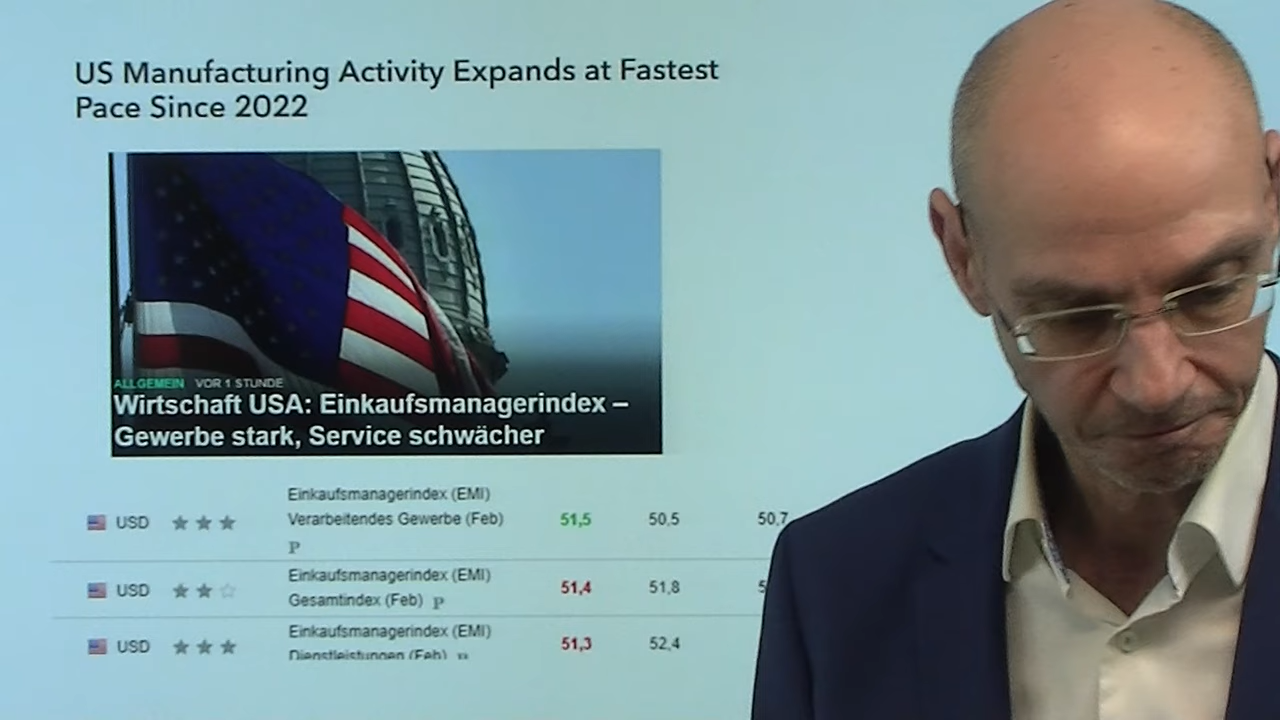 US Manufacturing Activity Expands at Fastest
Pace Since 2022
ALLGEMEIN VOR 1 STUNDE
Wirtschaft USA: Einkaufsmanagerindex –
Gewerbe stark, Service schwächer
Einkaufsmanagerindex (EMI)
USD Verarbeitendes Gewerbe (Feb) 51,5 50,5 50,7
P
Einkaufsmanagerindex (EMI)
USD Gesamtindex (Feb) P 51,4 51,8
Einkaufsmanagerindex (EMI)
USD Dienstleistungen (Feb) 51,3 52,4